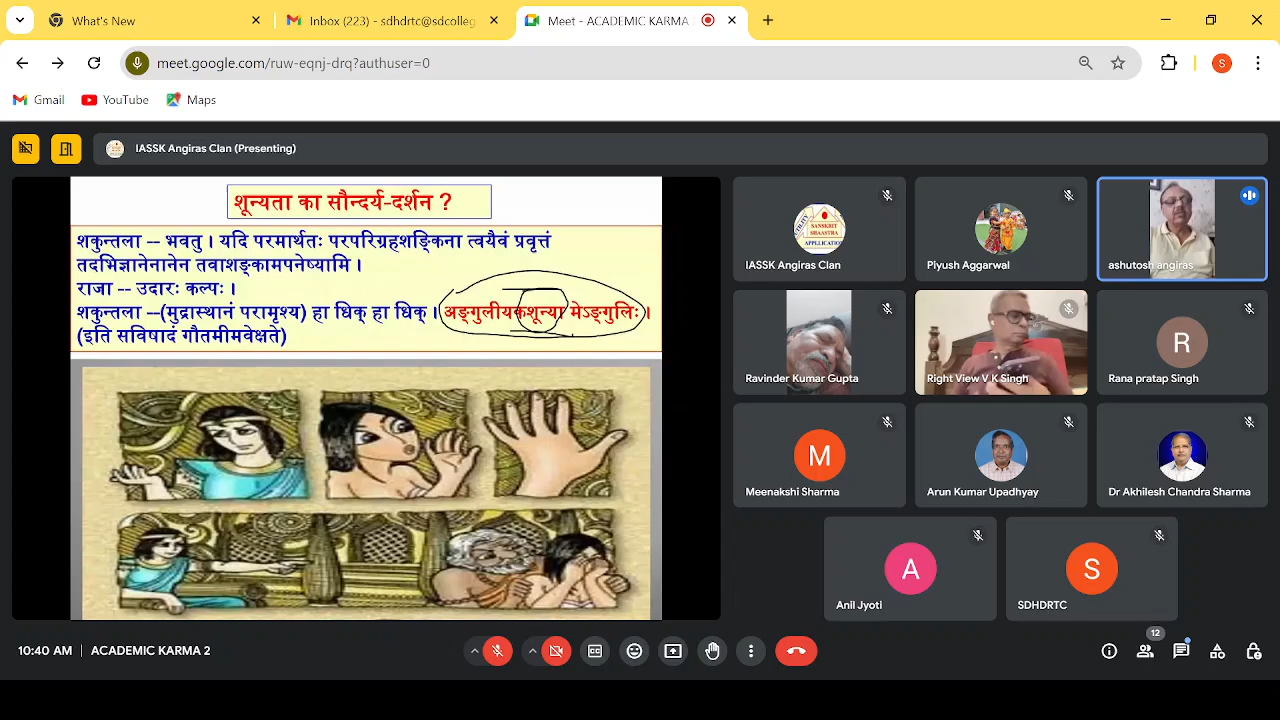 What's New
Inbox (223) - sdhdrtc@sdcolleg
Meet - ACADEMIC KARMA
meet.google.com/ruw-eqnj-drq?authuser=0
S
Gmail
YouTube
Maps
IASSK Angiras Clan (Presenting)
शून्यता का सौन्दर्य-दर्शन ?
शकुन्तला -- भवतु । यदि परमार्थतः परपरिग्रहशङ्किना त्वयैवं प्रवृत्तं
तदभिज्ञानेनानेन तवाशङ्कामपनेष्यामि ।
राजा -- उदारः कल्पः ।
शकुन्तला --(मुद्रास्थानं परामृश्य) हा धिक् हा धिक् । अङ्गुलीयकशून्या मेऽङ्गुलिः ।
(इति सविषादं गौतमीमवेक्षते)
SANSKRIT
SHAASTRA
APPLICATION
IASSK Angiras Clan
Piyush Aggarwal
ashutosh angiras
Ravinder Kumar Gupta
Right View V K Singh
R
Rana pratap Singh
M
Meenakshi Sharma
Arun Kumar Upadhyay
Dr Akhilesh Chandra Sharma
A
Anil Jyoti
S
SDHDRTC
10:40 AM
ACADEMIC KARMA 2
12